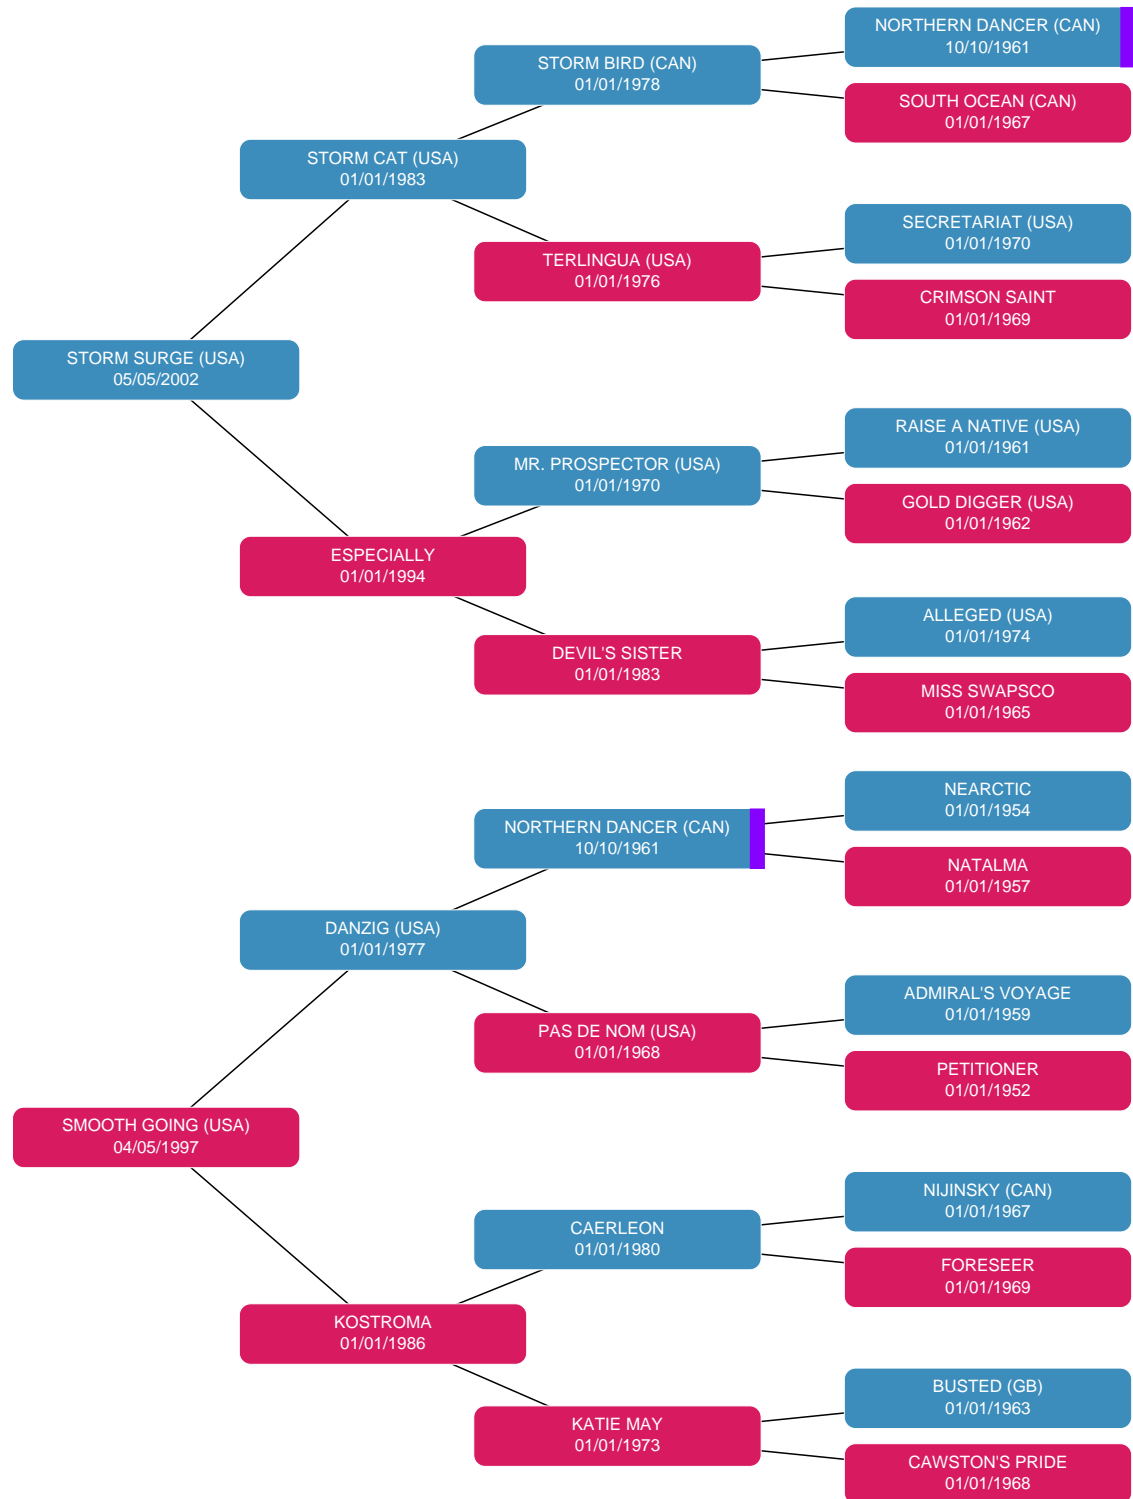 NORTHERN DANCER (CAN)
10/10/1961
STORM BIRD (CAN)
01/01/1978
SOUTH OCEAN (CAN)
01/01/1967
STORM CAT (USA)
01/01/1983
SECRETARIAT (USA)
01/01/1970
TERLINGUA (USA)
01/01/1976
CRIMSON SAINT
01/01/1969
STORM SURGE (USA)
05/05/2002
RAISE A NATIVE (USA)
01/01/1961
MR. PROSPECTOR (USA)
01/01/1970
GOLD DIGGER (USA)
01/01/1962
ESPECIALLY
01/01/1994
ALLEGED (USA)
01/01/1974
DEVIL'S SISTER
01/01/1983
MISS SWAPSCO
01/01/1965
NEARCTIC
01/01/1954
NORTHERN DANCER (CAN)
10/10/1961
NATALMA
01/01/1957
DANZIG (USA)
01/01/1977
ADMIRAL'S VOYAGE
01/01/1959
PAS DE NOM (USA)
01/01/1968
PETITIONER
01/01/1952
SMOOTH GOING (USA)
04/05/1997
NIJINSKY (CAN)
01/01/1967
CAERLEON
01/01/1980
FORESEER
01/01/1969
KOSTROMA
01/01/1986
BUSTED (GB)
01/01/1963
KATIE MAY
01/01/1973
CAWSTON'S PRIDE
01/01/1968